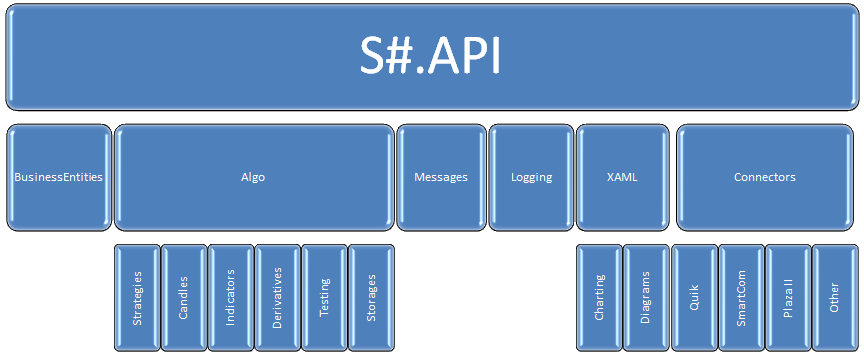 S#.API
BusinessEntities
Algo
Messages
Logging
XAML
Connectors
Strategies
Candles
Indicators
Derivatives
Testing
Storages
Charting
Diagrams
Quik
SmartCom
Plaza II
Other